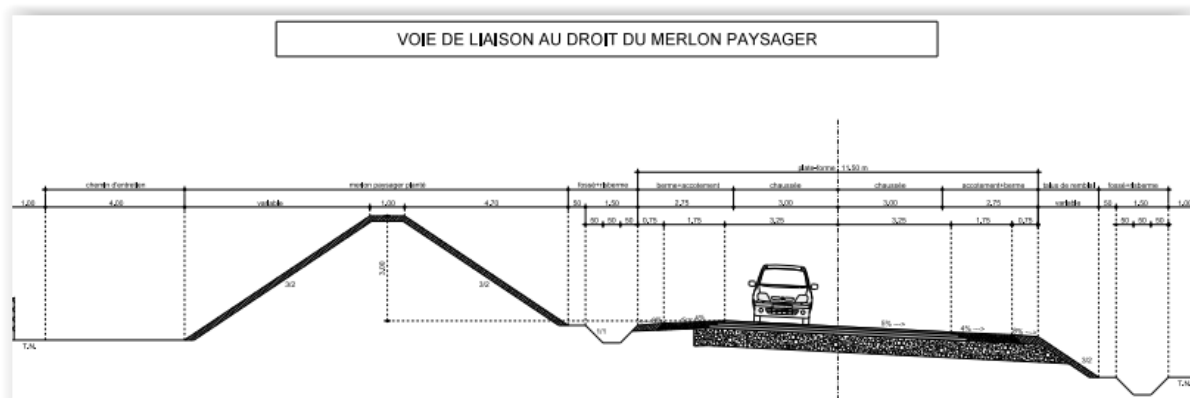 VOIE DE LIAISON AU DROIT DU MERLON PAYSAGER
plate-forme : 11.50 m
chemin d'entretien merlon paysager planté fossé+risberme berme+accotement chaussée chaussée accotement+berme talus de remblai fossé+risberme
1,00 4,00 variable 1,00 4,70 50 1,50 2,75 3,00 3,00 2,75 variable 50 1,50 1,00
50 50 50 0,75 1,75 3,25 3,25 1,75 0,75 50 50 50
3,00
3/2 3/2
1/1 5% ---> 4% --->
3/2
T.N. T.N.